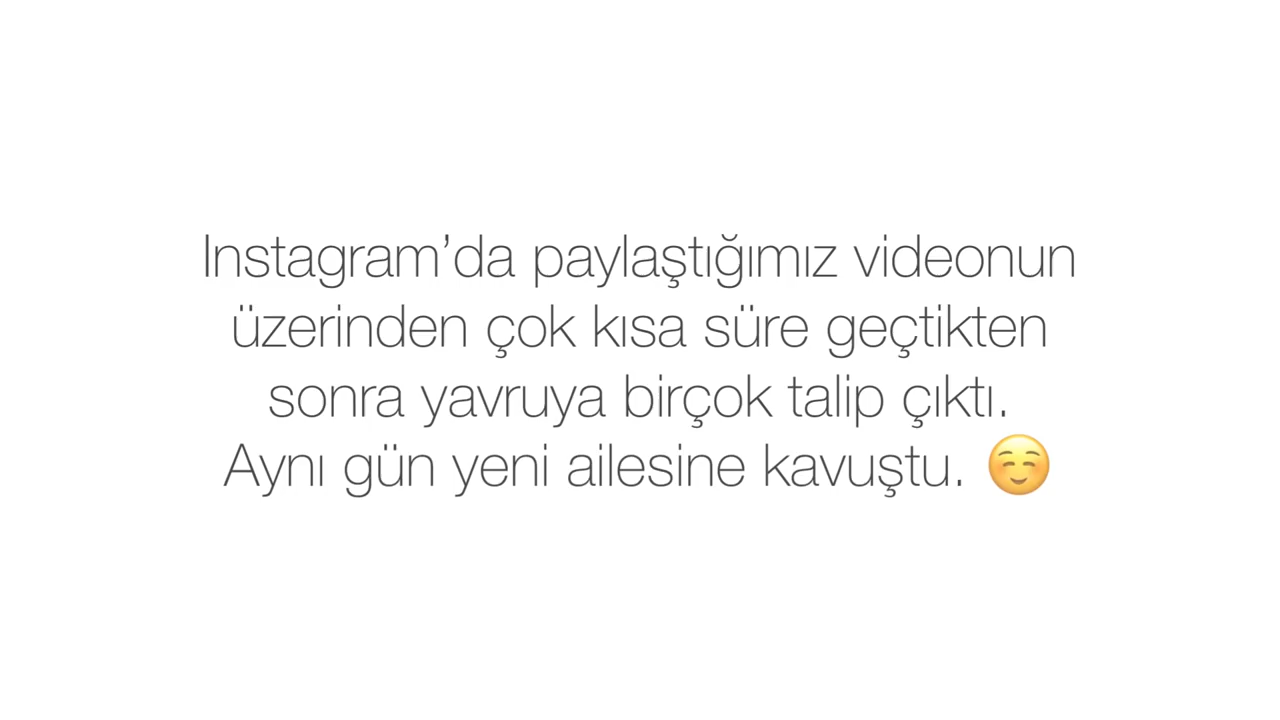 Instagram’da paylaştığımız videonun
üzerinden çok kısa süre geçtikten
sonra yavruya birçok talip çıktı.
Aynı gün yeni ailesine kavuştu. ☺️